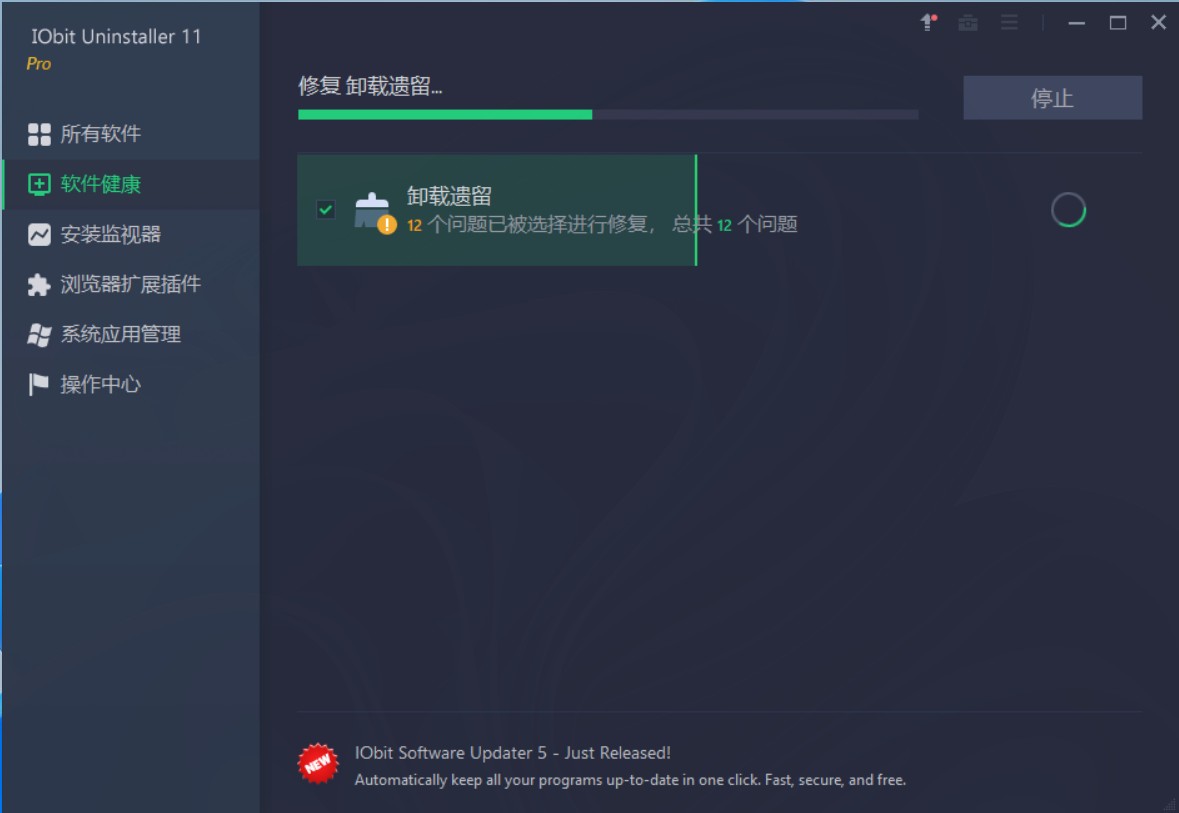 IObit Uninstaller 11
Pro
所有软件
软件健康
安装监视器
浏览器扩展插件
系统应用管理
操作中心
修复 卸载遗留...
停止
卸载遗留
12 个问题已被选择进行修复， 总共 12 个问题
NEW
IObit Software Updater 5 - Just Released!
Automatically keep all your programs up-to-date in one click. Fast, secure, and free.